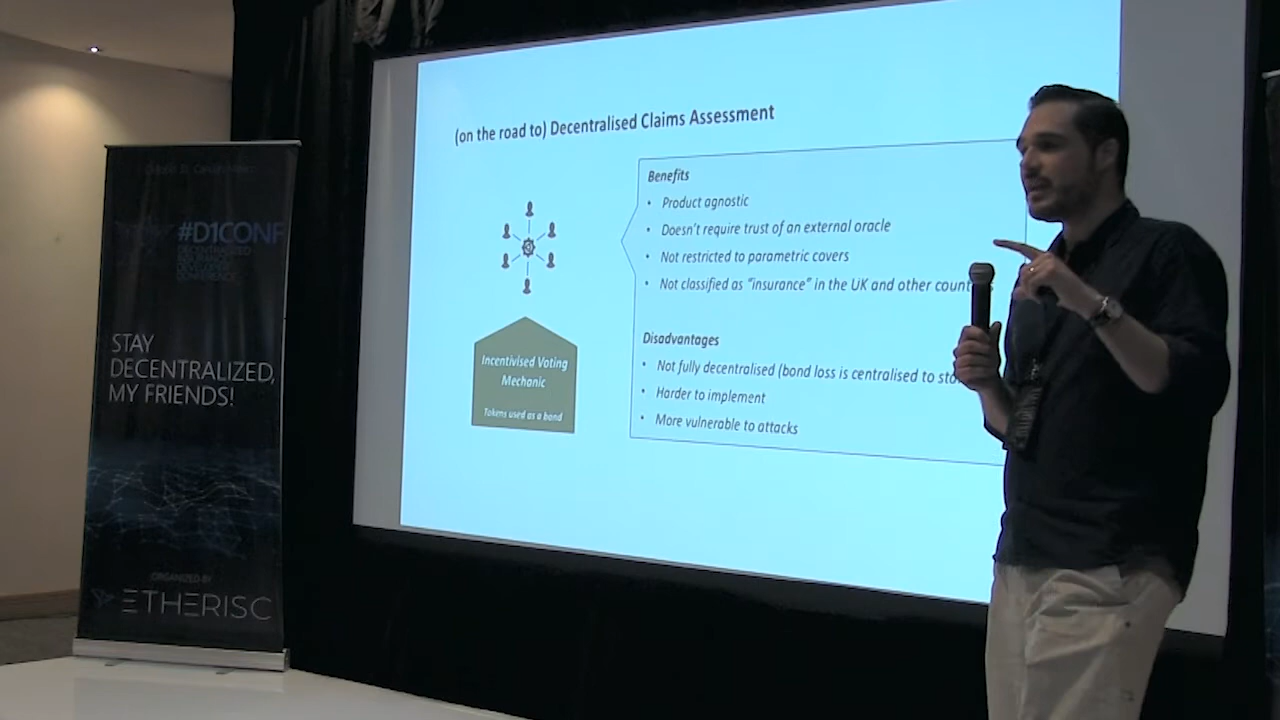 #D1CONF
DECENTRALIZED
STAY
DECENTRALIZED,
MY FRIENDS!
ORGANIZED BY
ETHERISC
(on the road to) Decentralised Claims Assessment
Incentivised Voting
Mechanic
Tokens used as a bond
Benefits
• Product agnostic
• Doesn't require trust of an external oracle
• Not restricted to parametric covers
• Not classified as "insurance" in the UK and other
Disadvantages
• Not fully decentralised (bond loss is centralised to
• Harder to implement
• More vulnerable to attacks